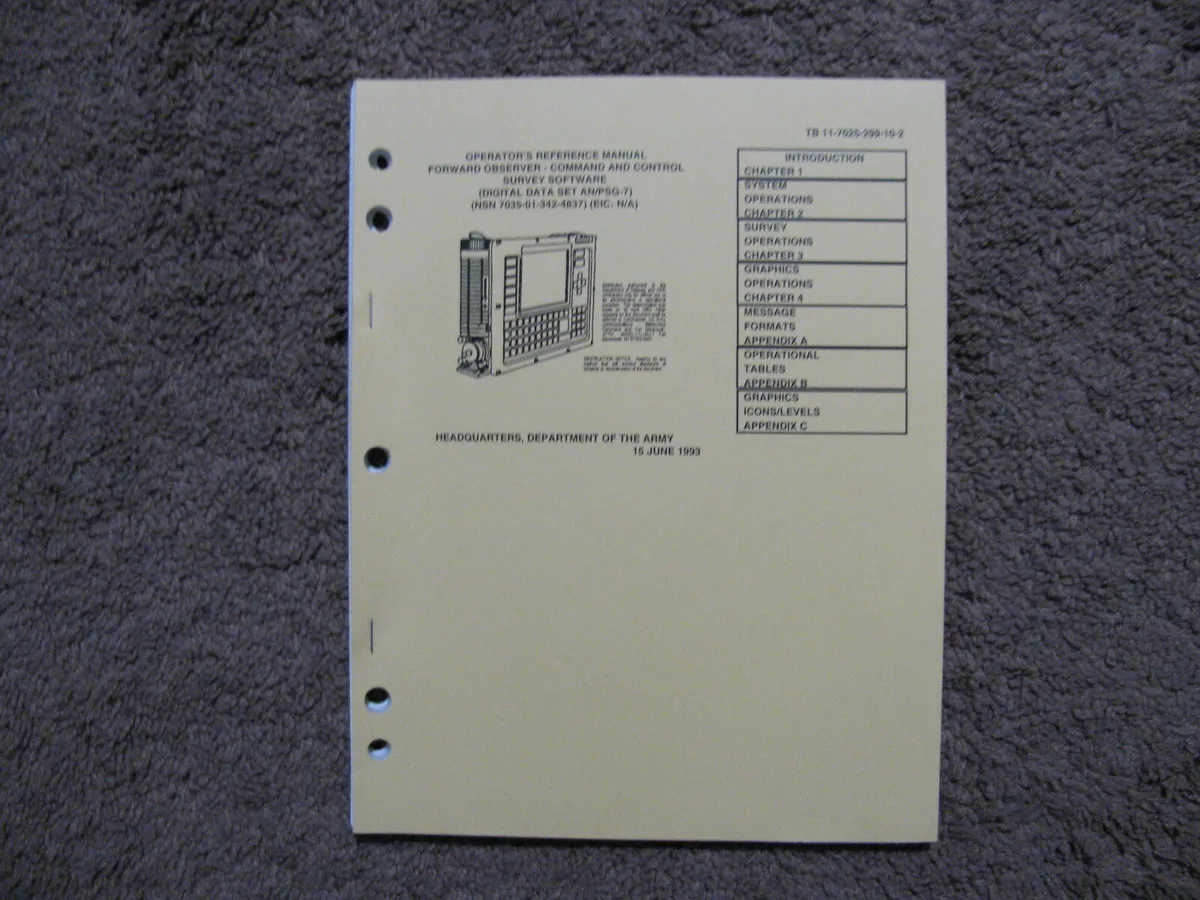 TB 11-7025-299-10-2
OPERATOR'S REFERENCE MANUAL
FORWARD OBSERVER - COMMAND AND CONTROL
SURVEY SOFTWARE
(DIGITAL DATA SET AN/PSG-7)
(NSN 7035-01-342-4837) (EIC: N/A)
INTRODUCTION
CHAPTER 1
SYSTEM
OPERATIONS
CHAPTER 2
SURVEY
OPERATIONS
CHAPTER 3
GRAPHICS
OPERATIONS
CHAPTER 4
MESSAGE
FORMATS
APPENDIX A
OPERATIONAL
TABLES
APPENDIX B
GRAPHICS
ICONS/LEVELS
APPENDIX C
HEADQUARTERS, DEPARTMENT OF THE ARMY
15 JUNE 1993